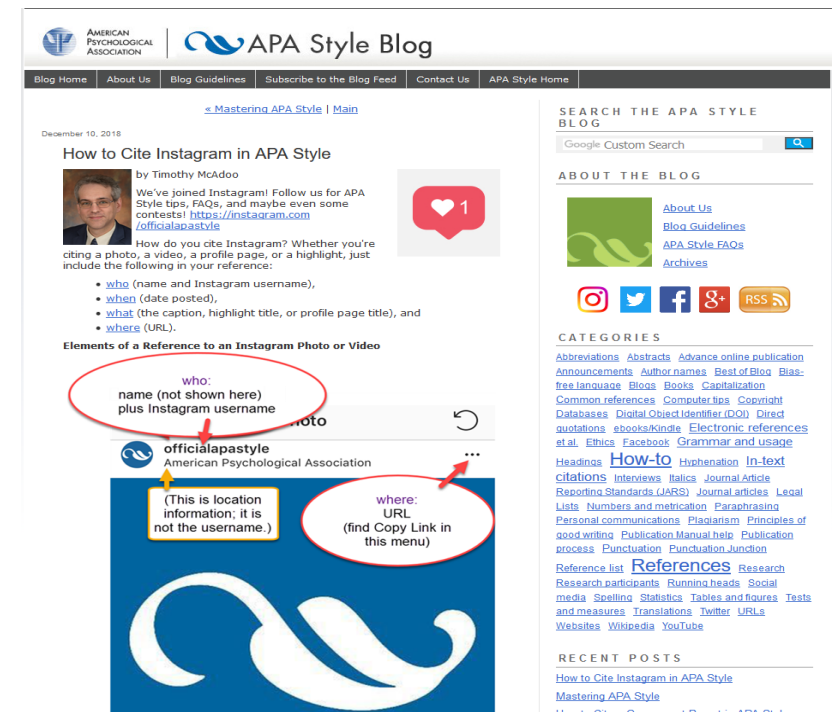 AMERICAN
PSYCHOLOGICAL
ASSOCIATION
APA Style Blog
Blog Home
About Us
Blog Guidelines
Subscribe to the Blog Feed
Contact Us
APA Style Home
« Mastering APA Style | Main
December 10, 2018
How to Cite Instagram in APA Style
by Timothy McAdoo
We've joined Instagram! Follow us for APA
Style tips, FAQs, and maybe even some
contests! https://instagram.com
/officialapastyle
How do you cite Instagram? Whether you're
citing a photo, a video, a profile page, or a highlight, just
include the following in your reference:
• who (name and Instagram username),
• when (date posted),
• what (the caption, highlight title, or profile page title), and
• where (URL).
1
Elements of a Reference to an Instagram Photo or Video
who:
name (not shown here)
plus Instagram username
oto
officialapastyle
American Psychological Association
(This is location
information; it is
not the username.)
where:
URL
(find Copy Link in
this menu)
SEARCH THE APA STYLE
BLOG
Google Custom Search
ABOUT THE BLOG
About Us
Blog Guidelines
APA Style FAQs
Archives
f
g+
RSS
CATEGORIES
Abbreviations Abstracts Advance online publication
Announcements Author names Best of Blog Bias-
free language Blogs Books Capitalization
Common references Computer tips Copyright
Databases Digital Object Identifier (DOI) Direct
quotations ebooks/Kindle Electronic references
et al. Ethics Facebook Grammar and usage
Headings How-to Hyphenation In-text
citations Interviews Italics Journal Article
Reporting Standards (JARS) Journal articles Legal
Lists Numbers and metrication Paraphrasing
Personal communications Plagiarism Principles of
good writing Publication Manual help Publication
process Punctuation Punctuation Junction
Reference list References Research
Research participants Running heads Social
media Spelling Statistics Tables and figures Tests
and measures Translations Twitter URLs
Websites Wikipedia YouTube
RECENT POSTS
How to Cite Instagram in APA Style
Mastering APA Style